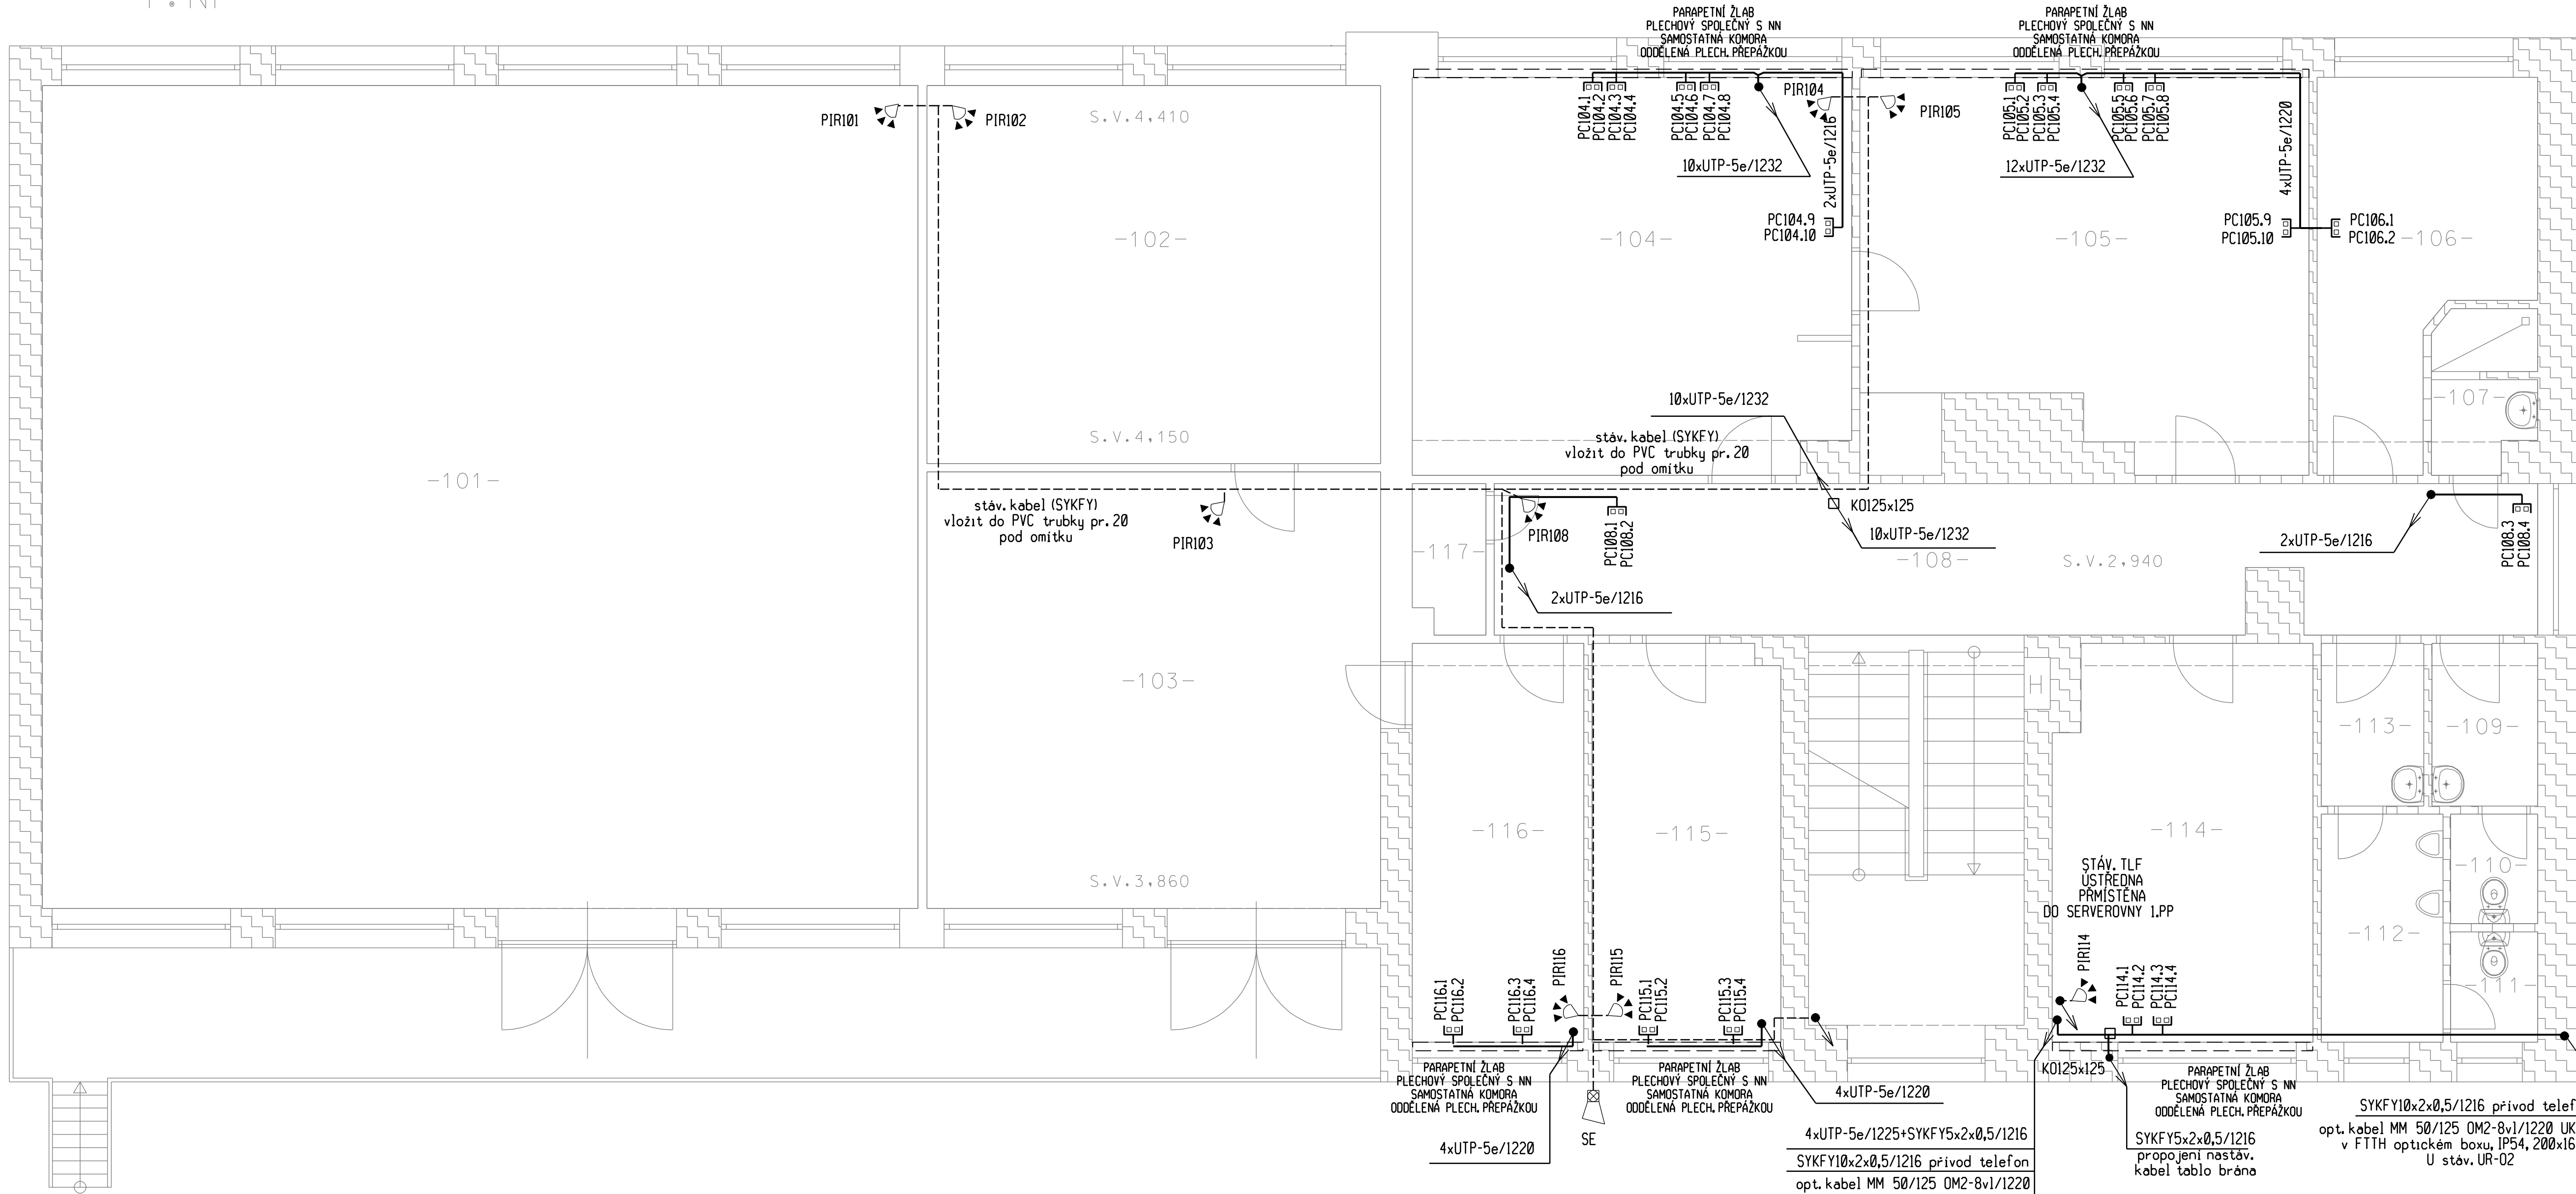 1. NP
PARAPETNÍ ŽLAB
PLECHOVÝ SPOLEČNÝ S NN
SAMOSTATNÁ KOMORA
ODDĚLENÁ PLECH. PŘEPÁŽKOU
PARAPETNÍ ŽLAB
PLECHOVÝ SPOLEČNÝ S NN
SAMOSTATNÁ KOMORA
ODDĚLENÁ PLECH. PŘEPÁŽKOU
PIR101
PIR102
S.V.4,410
PC104.1
PC104.2
PC104.3
PC104.4
PC104.5
PC104.6
PC104.7
PC104.8
PIR104
PIR105
PC105.1
PC105.2
PC105.3
PC105.4
PC105.5
PC105.6
PC105.7
PC105.8
10xUTP-5e/1232
2xUTP-5e/1216
12xUTP-5e/1232
4xUTP-5e/1220
PC104.9
PC104.10
PC105.9
PC105.10
PC106.1
PC106.2
-102-
-104-
-105-
-106-
10xUTP-5e/1232
-107-
S.V.4,150
stáv. kabel (SYKFY)
vložit do PVC trubky pr.20
pod omítku
-101-
stáv. kabel (SYKFY)
vložit do PVC trubky pr.20
pod omítku
PIR103
PIR108
PC108.1
PC108.2
KO125x125
10xUTP-5e/1232
-117-
-108-
S.V.2,940
2xUTP-5e/1216
PC108.3
PC108.4
2xUTP-5e/1216
-103-
H
-113-
-109-
-116-
-115-
-114-
S.V.3,860
STÁV. TLF
ÚSTŘEDNA
PŘMÍSTĚNA
DO SERVEROVNY 1.PP
-110-
-112-
-111-
PC116.1
PC116.2
PC116.3
PC116.4
PIR116
PIR115
PC115.1
PC115.2
PC115.3
PC115.4
PIR114
PC114.1
PC114.2
PC114.3
PC114.4
PARAPETNÍ ŽLAB
PLECHOVÝ SPOLEČNÝ S NN
SAMOSTATNÁ KOMORA
ODDĚLENÁ PLECH. PŘEPÁŽKOU
PARAPETNÍ ŽLAB
PLECHOVÝ SPOLEČNÝ S NN
SAMOSTATNÁ KOMORA
ODDĚLENÁ PLECH. PŘEPÁŽKOU
KO125x125
PARAPETNÍ ŽLAB
PLECHOVÝ SPOLEČNÝ S NN
SAMOSTATNÁ KOMORA
ODDĚLENÁ PLECH. PŘEPÁŽKOU
4xUTP-5e/1220
SE
4xUTP-5e/1220
4xUTP-5e/1225+SYKFY5x2x0,5/1216
SYKFY10x2x0,5/1216 přívod telefon
opt. kabel MM 50/125 OM2-8vl/1220
SYKFY5x2x0,5/1216
propojení nastáv.
kabel tablo brána
SYKFY10x2x0,5/1216 přívod telef
opt. kabel MM 50/125 OM2-8vl/1220 UK
v FTTH optickém boxu, IP54, 200x16
U stáv. UR-02